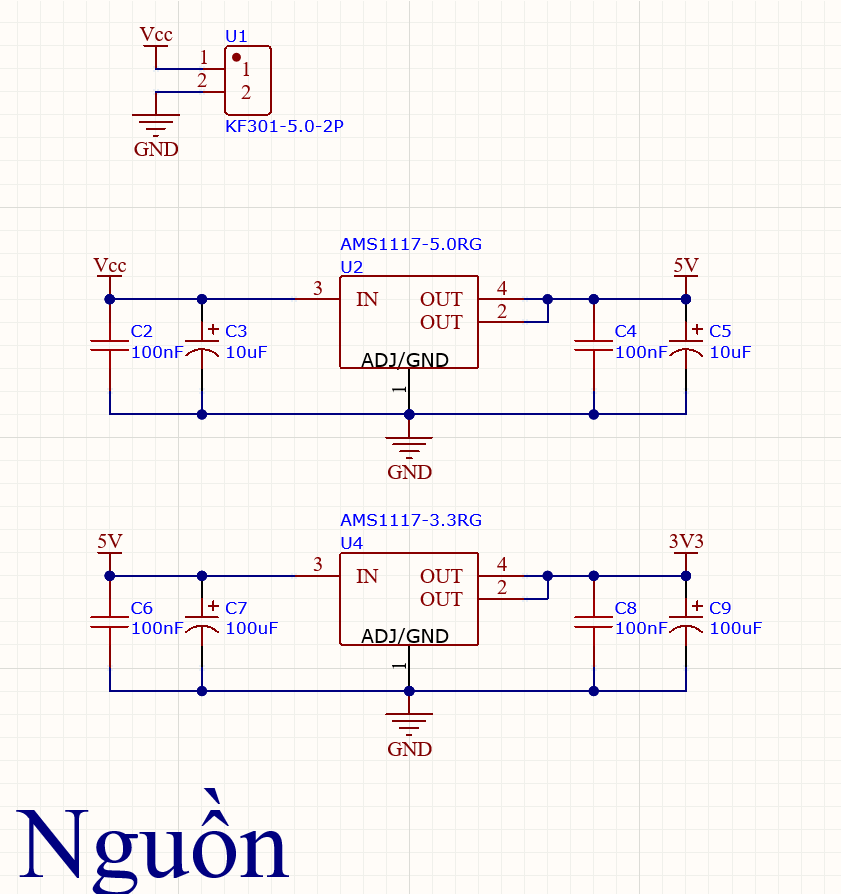 Vcc
U1
1
1
2
2
KF301-5.0-2P
GND
AMS1117-5.0RG
U2
Vcc
5V
3
IN
OUT
4
OUT
2
C2
100nF
C3
10uF
C4
100nF
C5
10uF
ADJ/GND
1
GND
AMS1117-3.3RG
U4
5V
3V3
3
IN
OUT
4
OUT
2
C6
100nF
C7
100uF
C8
100nF
C9
100uF
ADJ/GND
1
GND
Nguồn